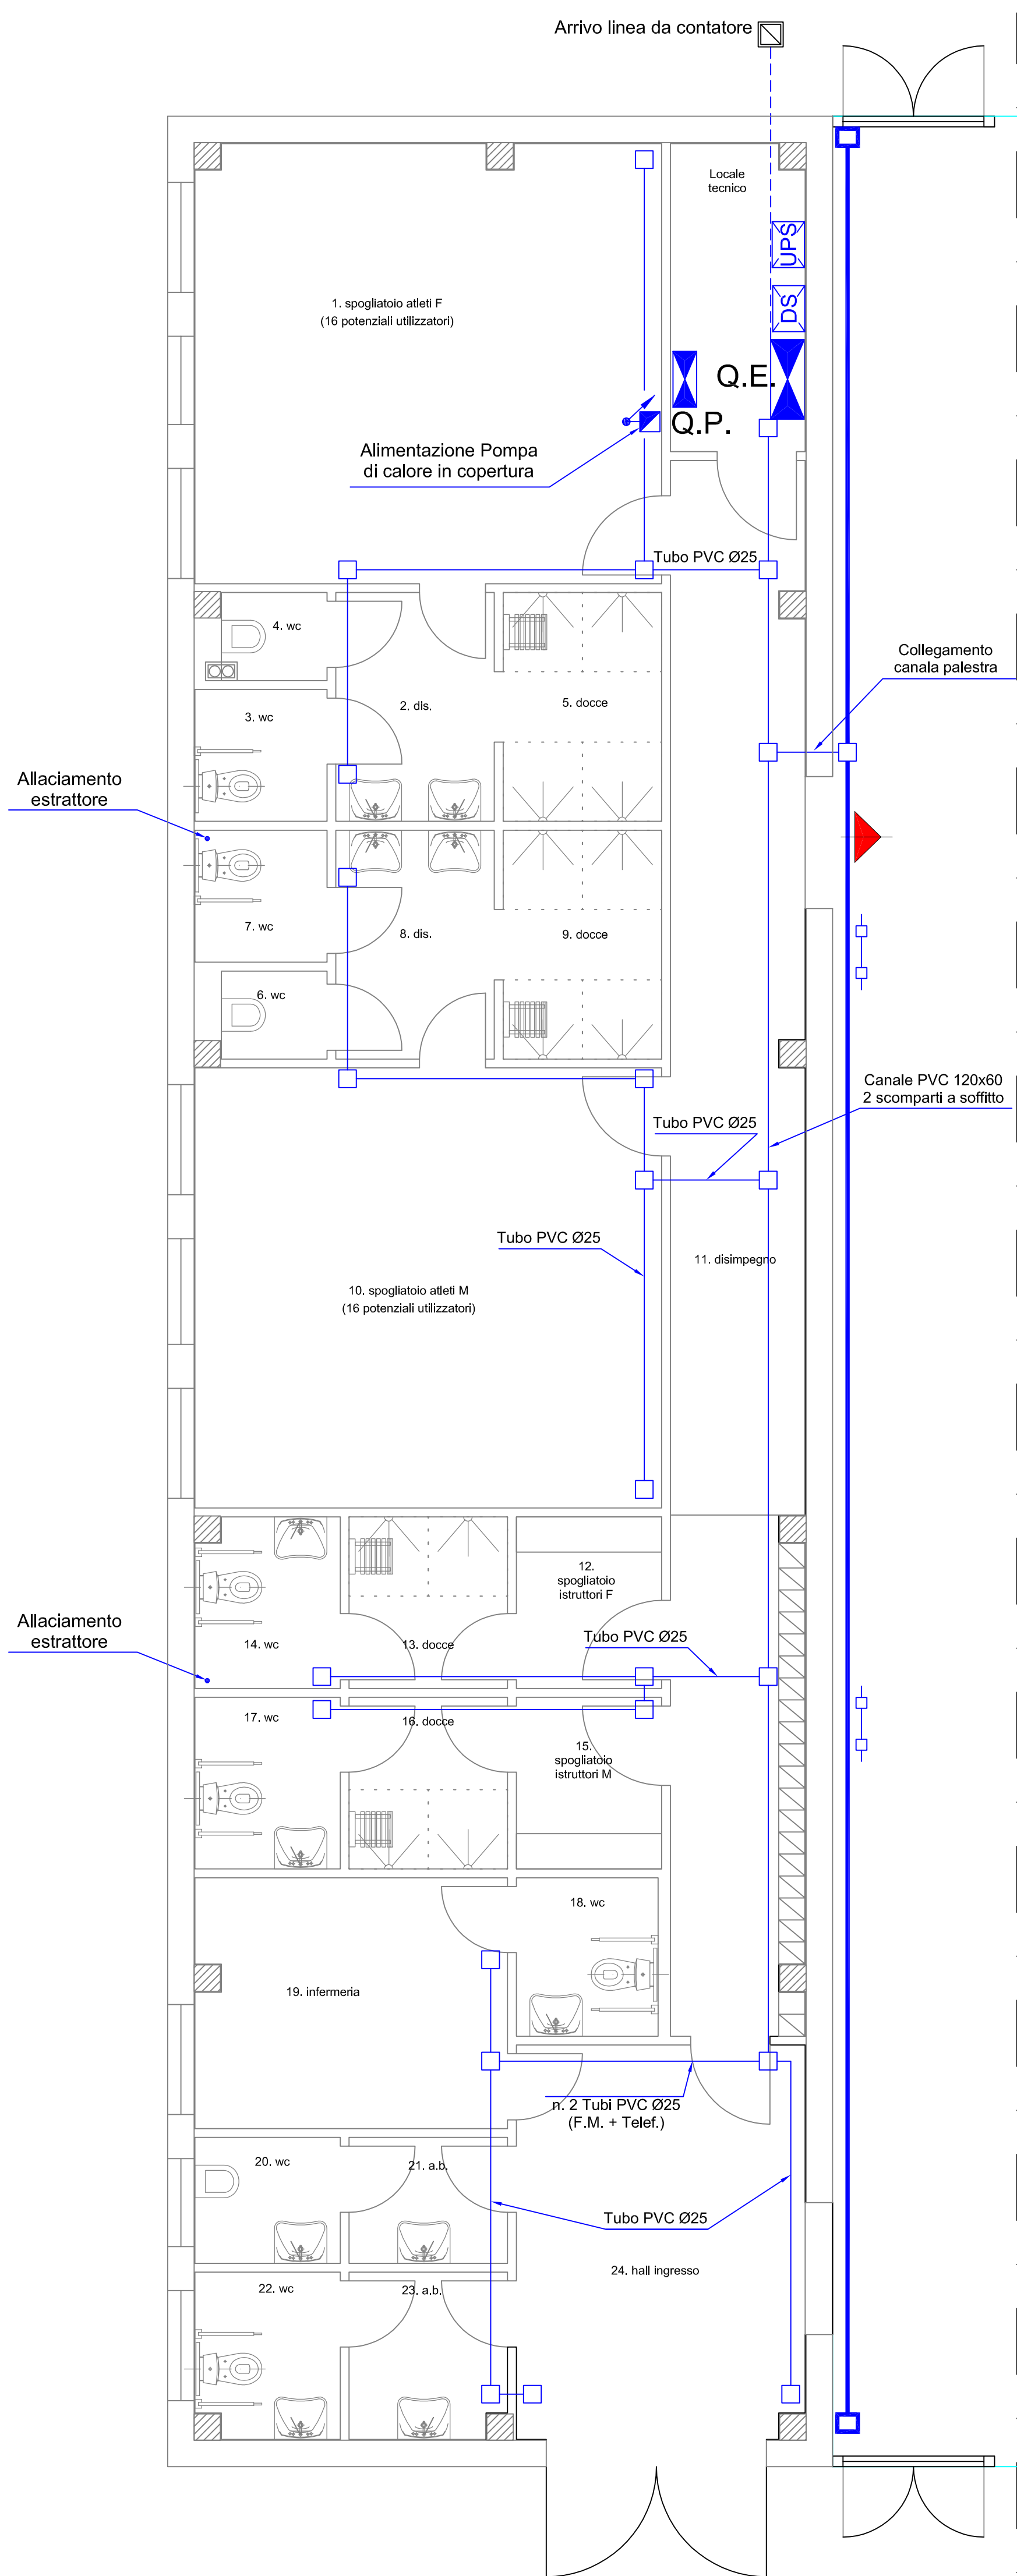 Arrivo linea da contatore
Locale
tecnico
UPS
DS
1. spogliatoio atleti F
(16 potenziali utilizzatori)
Q.E.
Q.P.
Alimentazione Pompa
di calore in copertura
Tubo PVC Ø25
4. wc
Collegamento
canala palestra
2. dis.
5. docce
3. wc
Allaciamento
estrattore
7. wc
8. dis.
9. docce
6. wc
Canale PVC 120x60
2 scomparti a soffitto
Tubo PVC Ø25
Tubo PVC Ø25
11. disimpegno
10. spogliatoio atleti M
(16 potenziali utilizzatori)
12.
spogliatoio
istruttori F
Allaciamento
estrattore
14. wc
13. docce
Tubo PVC Ø25
17. wc
16. docce
15.
spogliatoio
istruttori M
18. wc
19. infermeria
n. 2 Tubi PVC Ø25
(F.M. + Telef.)
20. wc
21. a.b.
Tubo PVC Ø25
24. hall ingresso
22. wc
23. a.b.